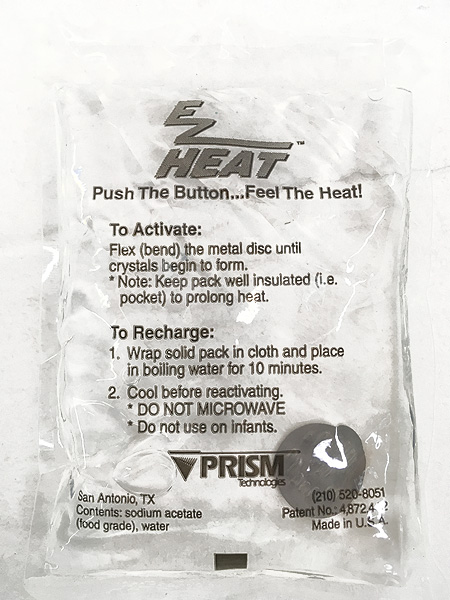 EZ
HEAT™
Push The Button...Feel The Heat!
To Activate:
Flex (bend) the metal disc until
crystals begin to form.
* Note: Keep pack well insulated (i.e.
pocket) to prolong heat.
To Recharge:
1. Wrap solid pack in cloth and place
in boiling water for 10 minutes.
2. Cool before reactivating.
* DO NOT MICROWAVE
* Do not use on infants.
PRISM
Technologies
San Antonio, TX
Contents: sodium acetate
(food grade), water
(210) 520-8051
Patent No.:
Made in U.S.A.